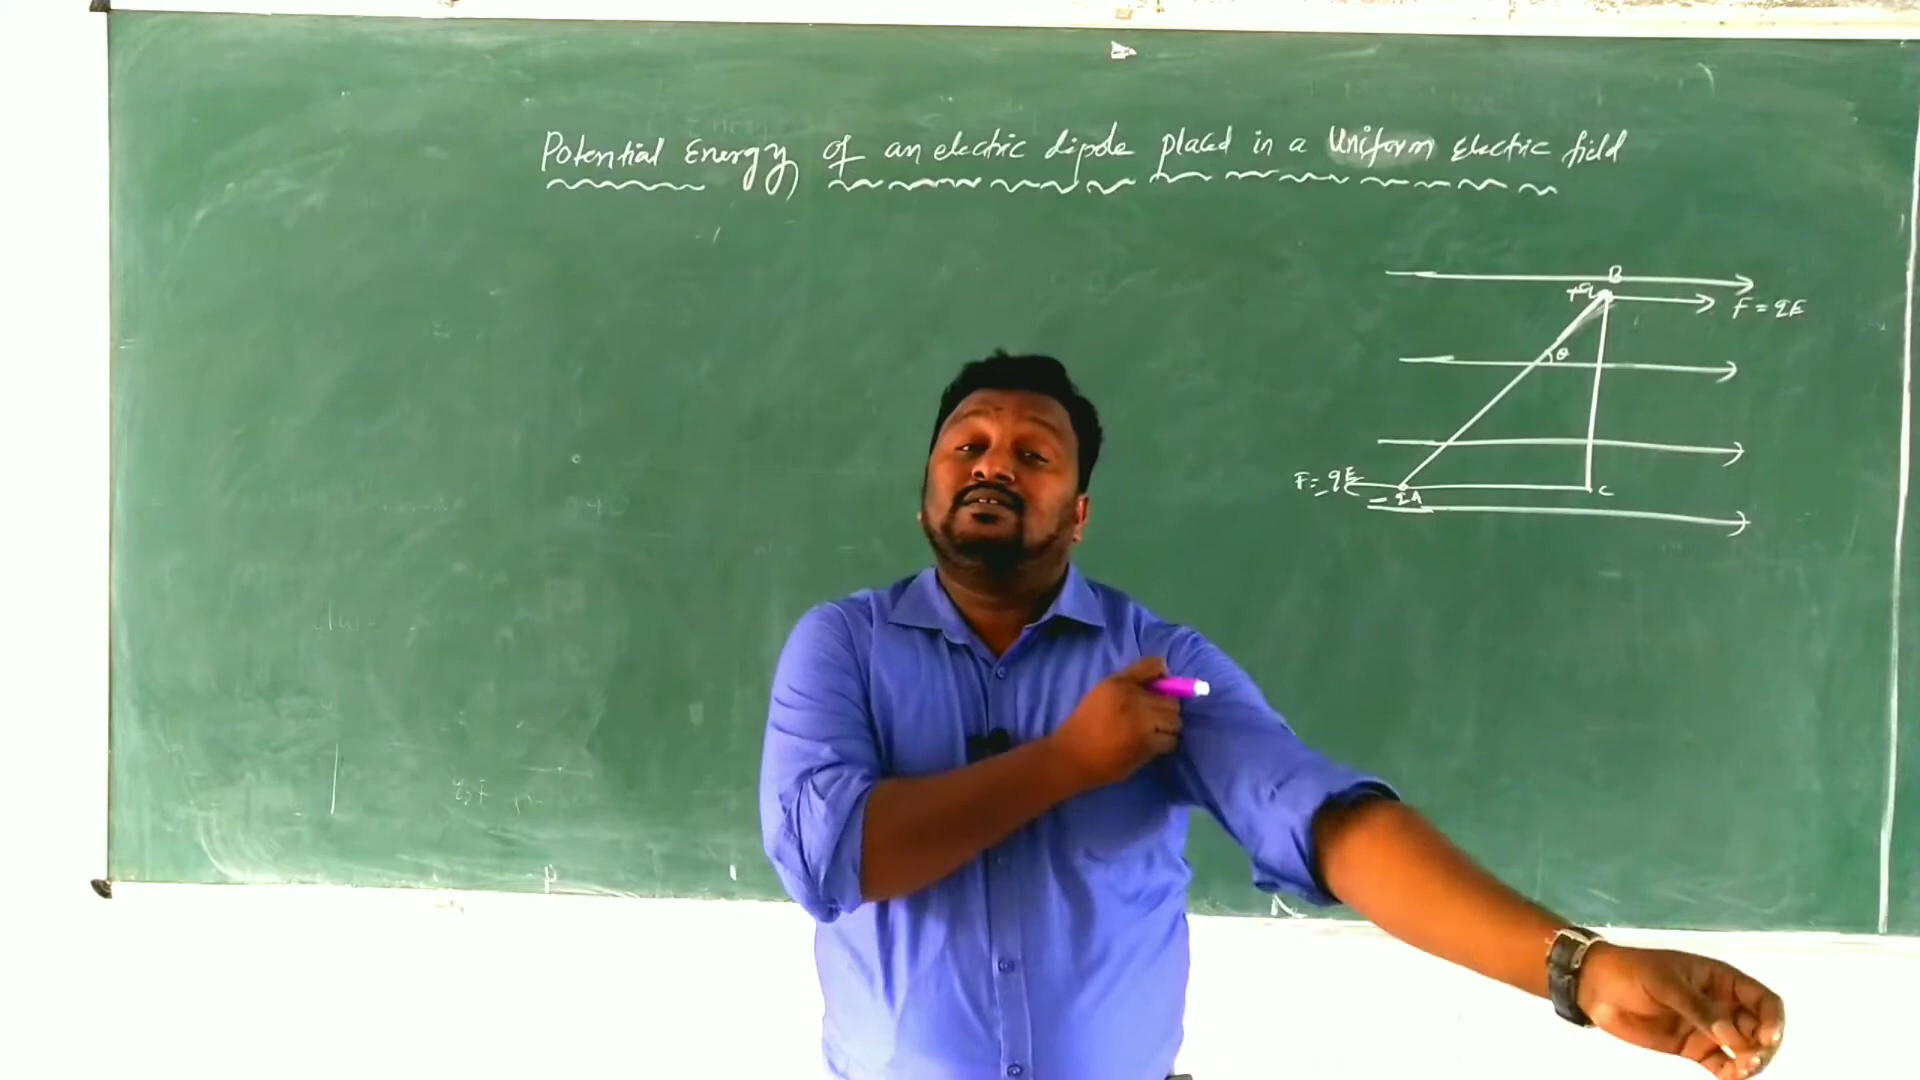 Potential Energy of an electric dipole placed in a Uniform Electric field
B
+q
F = qE
θ
F = -qE
-q A
C